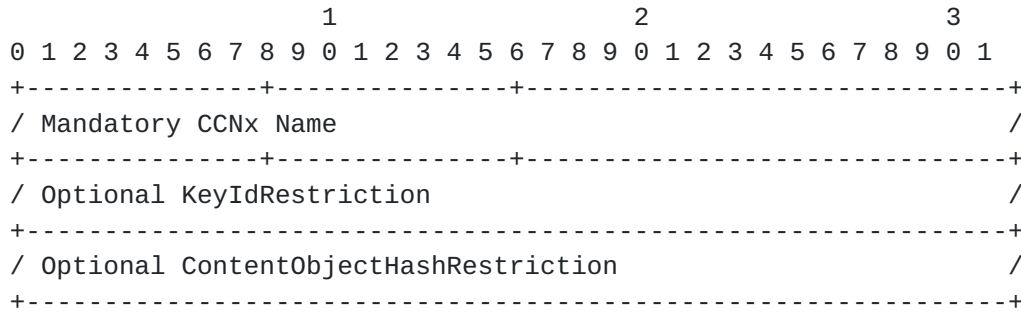 1                   2                   3
0 1 2 3 4 5 6 7 8 9 0 1 2 3 4 5 6 7 8 9 0 1 2 3 4 5 6 7 8 9 0 1
+---------------+---------------+-------------------------------+
/ Mandatory CCNx Name                                           /
+---------------+---------------+-------------------------------+
/ Optional KeyIdRestriction                                     /
+---------------------------------------------------------------+
/ Optional ContentObjectHashRestriction                         /
+---------------------------------------------------------------+